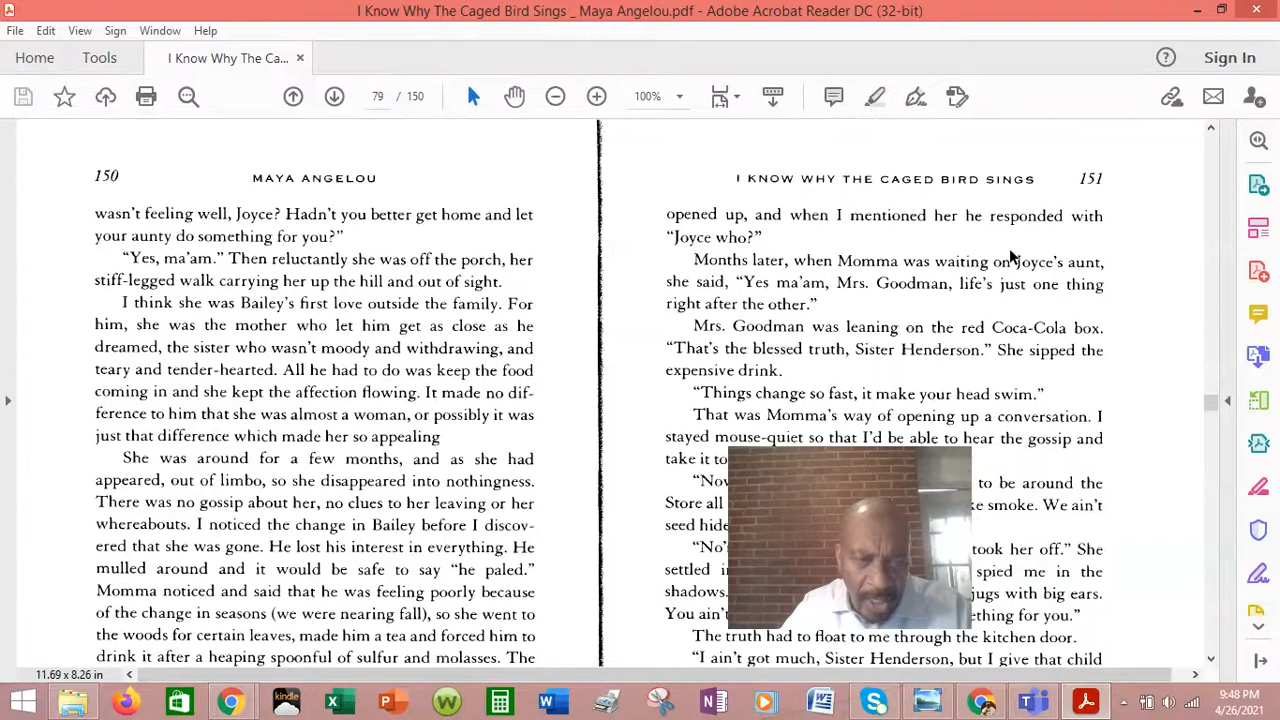 I Know Why The Caged Bird Sings _ Maya Angelou.pdf - Adobe Acrobat Reader DC (32-bit)
File Edit View Sign Window Help
Home Tools I Know Why The Ca... × Sign In
79 / 150 100%
150 MAYA ANGELOU
wasn't feeling well, Joyce? Hadn't you better get home and let
your aunty do something for you?"
"Yes, ma'am." Then reluctantly she was off the porch, her
stiff-legged walk carrying her up the hill and out of sight.
I think she was Bailey's first love outside the family. For
him, she was the mother who let him get as close as he
dreamed, the sister who wasn't moody and withdrawing, and
teary and tender-hearted. All he had to do was keep the food
coming in and she kept the affection flowing. It made no dif-
ference to him that she was almost a woman, or possibly it was
just that difference which made her so appealing
She was around for a few months, and as she had
appeared, out of limbo, so she disappeared into nothingness.
There was no gossip about her, no clues to her leaving or her
whereabouts. I noticed the change in Bailey before I discov-
ered that she was gone. He lost his interest in everything. He
mulled around and it would be safe to say "he paled."
Momma noticed and said that he was feeling poorly because
of the change in seasons (we were nearing fall), so she went to
the woods for certain leaves, made him a tea and forced him to
drink it after a heaping spoonful of sulfur and molasses. The
I KNOW WHY THE CAGED BIRD SINGS 151
opened up, and when I mentioned her he responded with
"Joyce who?"
Months later, when Momma was waiting on Joyce's aunt,
she said, "Yes ma'am, Mrs. Goodman, life's just one thing
right after the other."
Mrs. Goodman was leaning on the red Coca-Cola box.
"That's the blessed truth, Sister Henderson." She sipped the
expensive drink.
"Things change so fast, it make your head swim."
That was Momma's way of opening up a conversation. I
stayed mouse-quiet so that I'd be able to hear the gossip and
take it to
to be around the
Store all smoke. We ain't
seed hide
"No' took her off." She
settled spied me in the
shadows. jugs with big ears.
You ain't for you."
The truth had to float to me through the kitchen door.
"I ain't got much, Sister Henderson, but I give that child
11.69 x 8.26 in
kindle
9:48 PM
4/26/2021